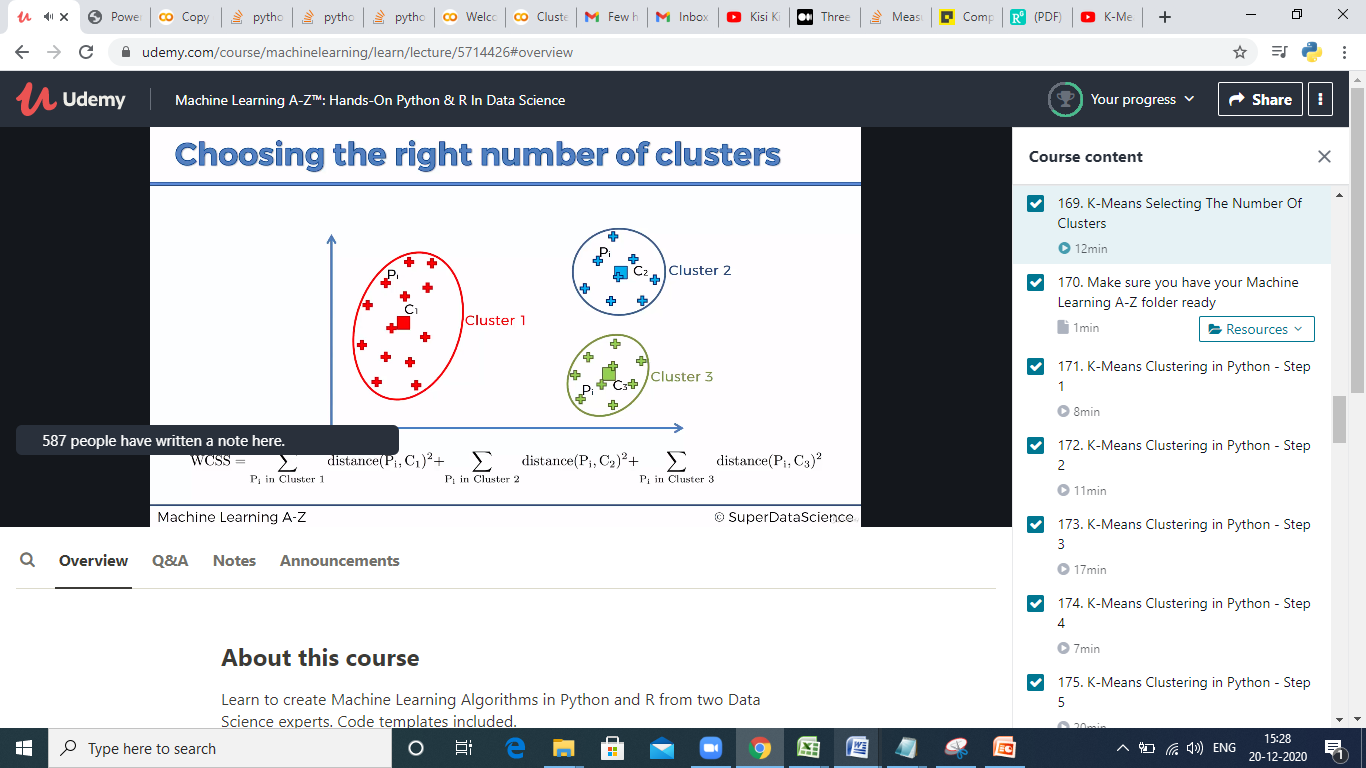 Powe
Copy
pytho
pytho
pytho
Welco
Cluste
Few h
Inbox
Kisi Ki
Three
Meas
Comp
(PDF)
K-Me
udemy.com/course/machinelearning/learn/lecture/5714426#overview
Udemy
Machine Learning A-Z™: Hands-On Python & R In Data Science
Your progress
Share
Choosing the right number of clusters
Pi
C1
Cluster 1
Pi
C2
Cluster 2
Pi
C3
Cluster 3
587 people have written a note here.
WCSS = ∑ distance(Pi, C1)²+ ∑ distance(Pi, C2)²+ ∑ distance(Pi, C3)²
Pi in Cluster 1 Pi in Cluster 2 Pi in Cluster 3
Machine Learning A-Z
© SuperDataScience
Overview
Q&A
Notes
Announcements
About this course
Learn to create Machine Learning Algorithms in Python and R from two Data
Science experts. Code templates included.
Course content
169. K-Means Selecting The Number Of
Clusters
12min
170. Make sure you have your Machine
Learning A-Z folder ready
1min
Resources
171. K-Means Clustering in Python - Step
1
8min
172. K-Means Clustering in Python - Step
2
11min
173. K-Means Clustering in Python - Step
3
17min
174. K-Means Clustering in Python - Step
4
7min
175. K-Means Clustering in Python - Step
5
20min
Type here to search
ENG
15:28
20-12-2020
1